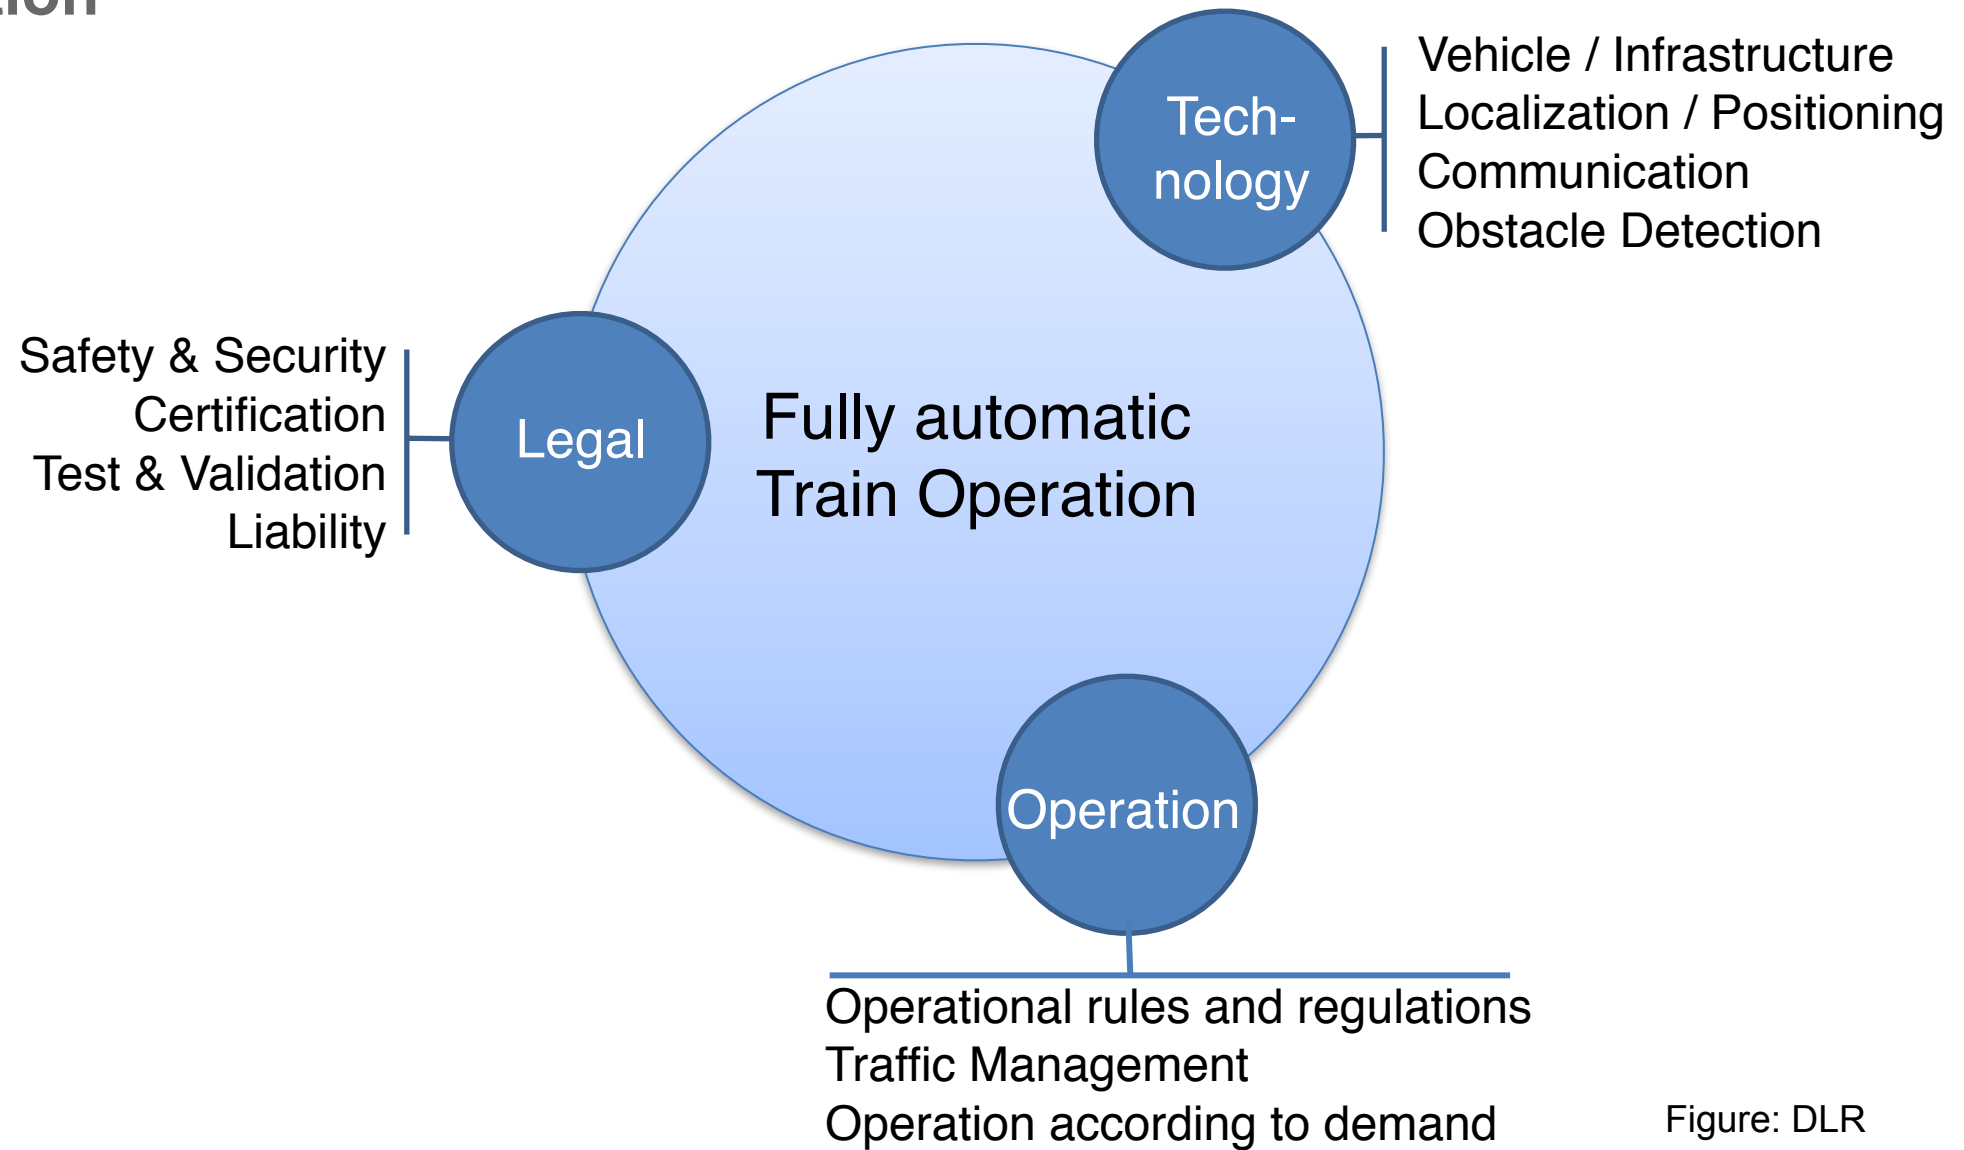 Tech-
nology
Vehicle / Infrastructure
Localization / Positioning
Communication
Obstacle Detection
Safety & Security
Certification
Test & Validation
Liability
Legal
Fully automatic
Train Operation
Operation
Operational rules and regulations
Traffic Management
Operation according to demand
Figure: DLR